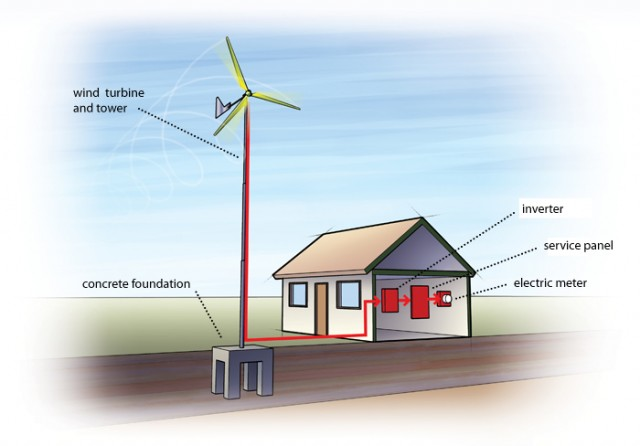 wind turbine
and tower
inverter
service panel
concrete foundation
electric meter